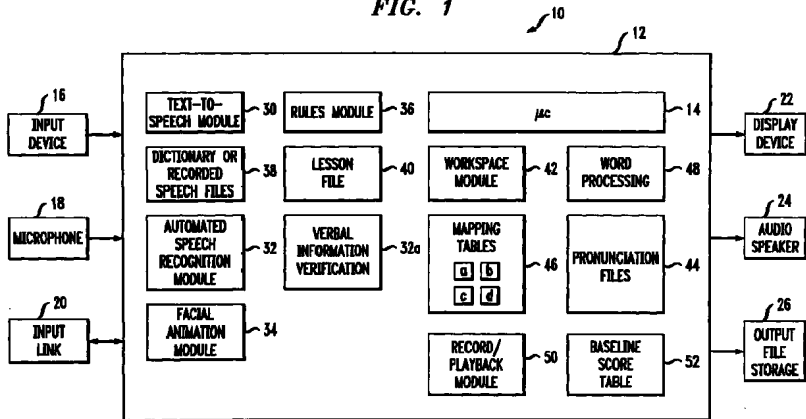 FIG. 1
10
12
16
INPUT
DEVICE
18
MICROPHONE
20
INPUT
LINK
TEXT-TO-
SPEECH MODULE
30
RULES MODULE
36
μc
14
DICTIONARY OR
RECORDED
SPEECH FILES
38
LESSON
FILE
40
WORKSPACE
MODULE
42
WORD
PROCESSING
48
AUTOMATED
SPEECH
RECOGNITION
MODULE
32
VERBAL
INFORMATION
VERIFICATION
32a
MAPPING
TABLES
a b
c d
46
PRONUNCIATION
FILES
44
FACIAL
ANIMATION
MODULE
34
RECORD/
PLAYBACK
MODULE
50
BASELINE
SCORE
TABLE
52
22
DISPLAY
DEVICE
24
AUDIO
SPEAKER
26
OUTPUT
FILE
STORAGE